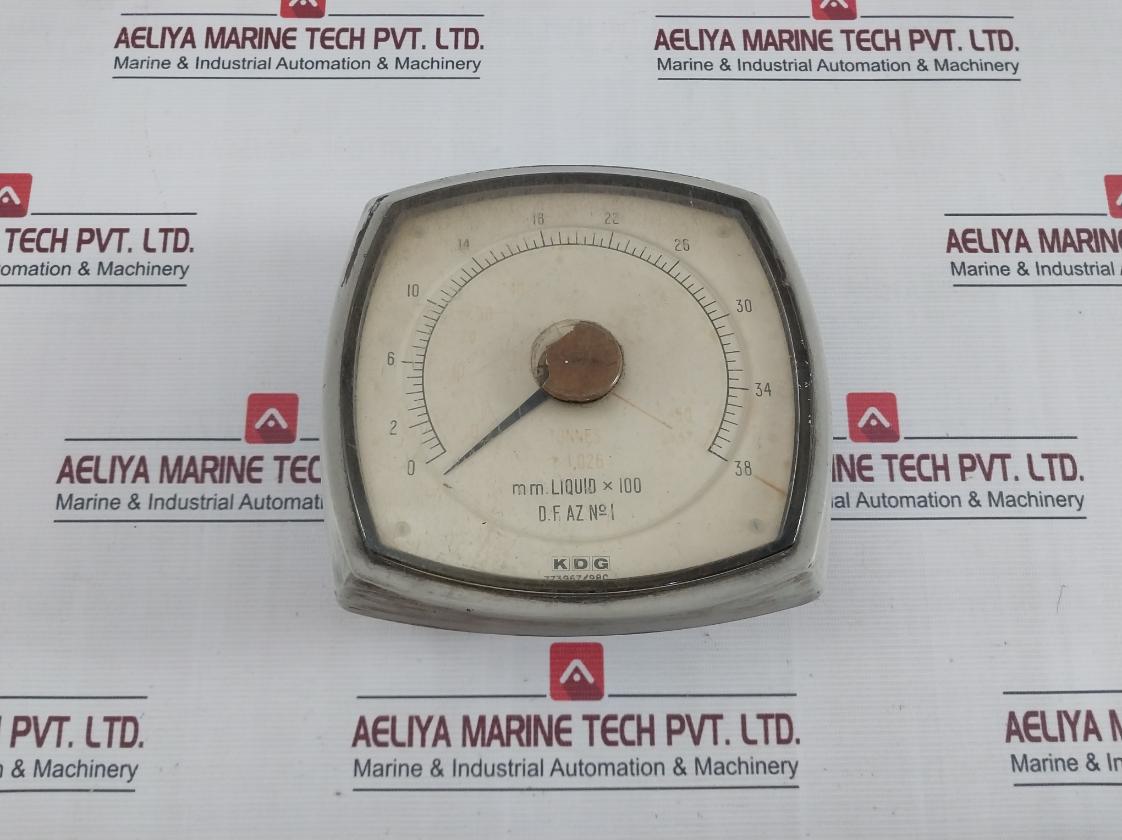 AELIYA MARINE TECH PVT. LTD.
Marine & Industrial Automation & Machinery
AELIYA MARINE TECH PVT. LTD.
Marine & Industrial Automation & Machinery
TECH PVT. LTD.
omation & Machinery
AELIYA MARIN
Marine & Industrial
18
22
14
26
10
30
6
34
2
0
38
TONNES
1.026
mm. LIQUID × 100
D.F. AZ Nº 1
KDG
AELIYA MARINE TEC
Marine & Industrial Automati
NE TECH PVT. LTD.
rial Automation & Machinery
PVT. LTD.
& Machinery
AELIYA MARINE TECH PVT. LTD.
Marine & Industrial Automation & Machinery
AELIYA M
Marine & In